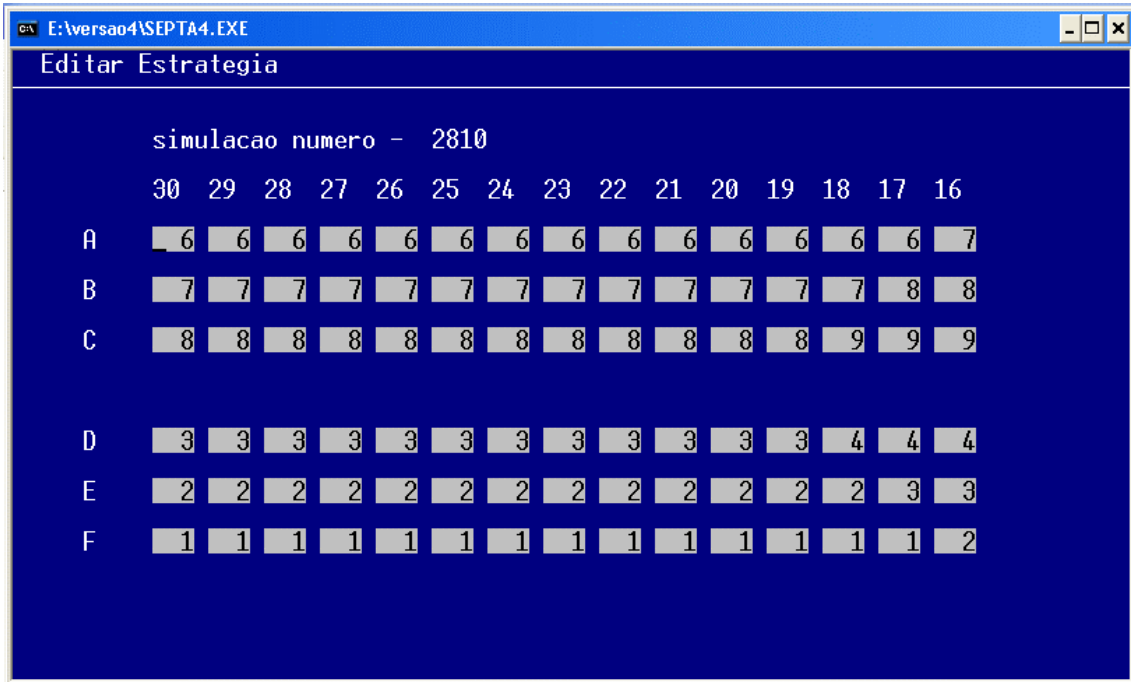 E:\versao4\SEPTA4.EXE
Editar Estrategia
simulacao numero - 2810
30 29 28 27 26 25 24 23 22 21 20 19 18 17 16
A _ 6 6 6 6 6 6 6 6 6 6 6 6 6 6 7
B 7 7 7 7 7 7 7 7 7 7 7 7 7 8 8
C 8 8 8 8 8 8 8 8 8 8 8 8 9 9 9
D 3 3 3 3 3 3 3 3 3 3 3 3 4 4 4
E 2 2 2 2 2 2 2 2 2 2 2 2 2 3 3
F 1 1 1 1 1 1 1 1 1 1 1 1 1 1 2